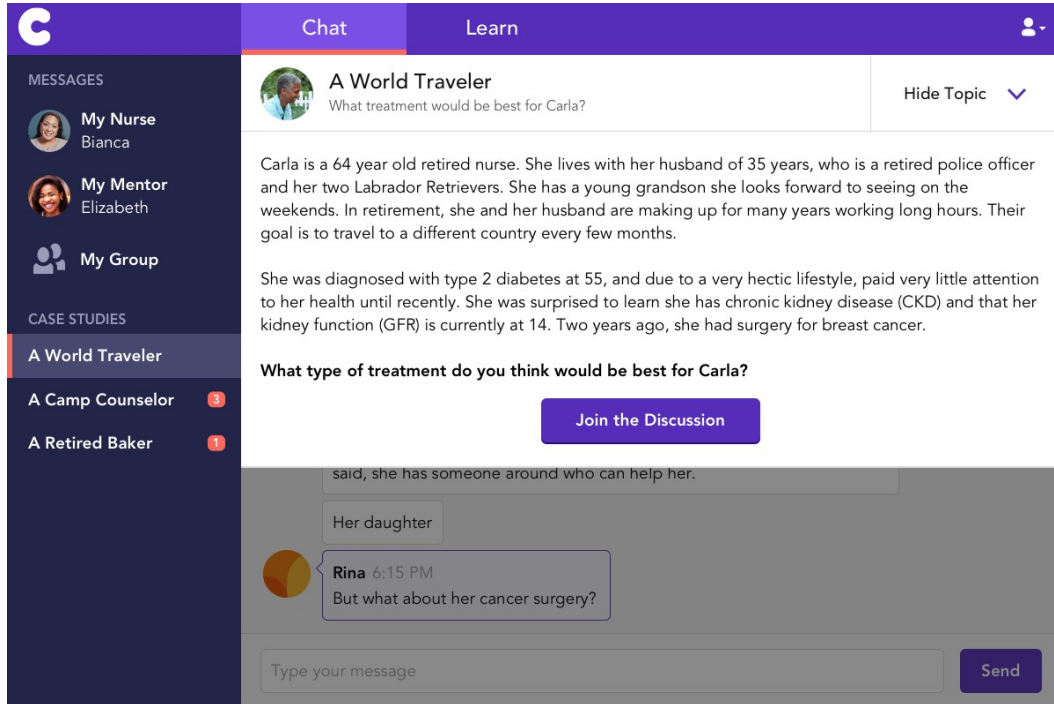 C
Chat
Learn
MESSAGES
My Nurse
Bianca
My Mentor
Elizabeth
My Group
CASE STUDIES
A World Traveler
A Camp Counselor 3
A Retired Baker 1
A World Traveler
What treatment would be best for Carla?
Hide Topic
Carla is a 64 year old retired nurse. She lives with her husband of 35 years, who is a retired police officer
and her two Labrador Retrievers. She has a young grandson she looks forward to seeing on the
weekends. In retirement, she and her husband are making up for many years working long hours. Their
goal is to travel to a different country every few months.
She was diagnosed with type 2 diabetes at 55, and due to a very hectic lifestyle, paid very little attention
to her health until recently. She was surprised to learn she has chronic kidney disease (CKD) and that her
kidney function (GFR) is currently at 14. Two years ago, she had surgery for breast cancer.
What type of treatment do you think would be best for Carla?
Join the Discussion
said, she has someone around who can help her.
Her daughter
Rina 6:15 PM
But what about her cancer surgery?
Type your message
Send